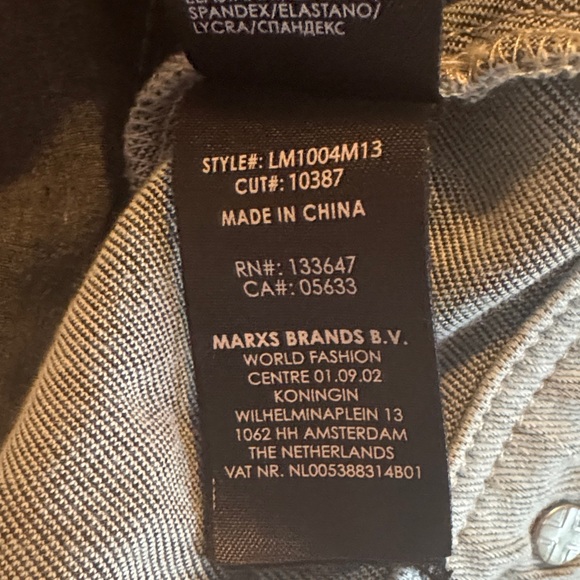 SPANDEX/ELASTANO/
LYCRA/СПАНДЕКС
STYLE#: LM1004M13
CUT#: 10387
MADE IN CHINA
RN#: 133647
CA#: 05633
MARXS BRANDS B.V.
WORLD FASHION
CENTRE 01.09.02
KONINGIN
WILHELMINAPLEIN 13
1062 HH AMSTERDAM
THE NETHERLANDS
VAT NR. NL005388314B01